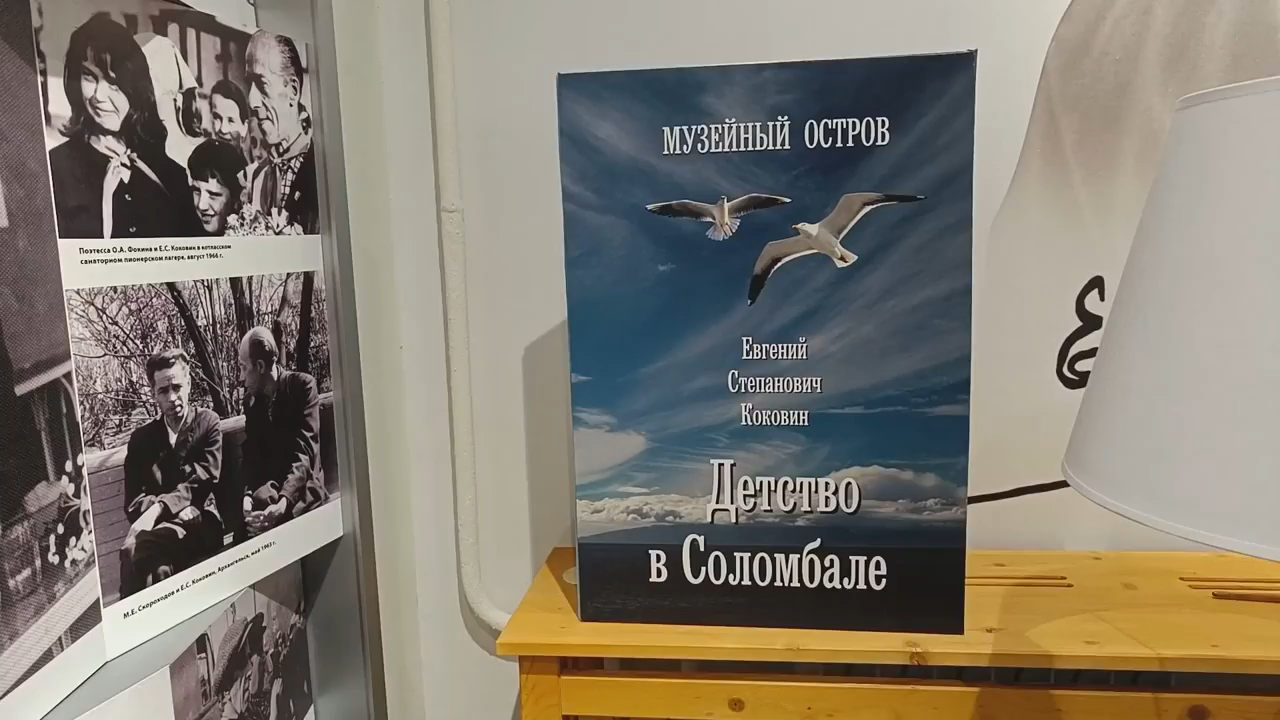 Поэтесса О.А. Фокина и Е.С. Коковин в котласском
санаторном пионерском лагере, август 1966 г.
М.Е. Скороходов и Е.С. Коковин, Архангельск, май 1963 г.
МУЗЕЙНЫЙ ОСТРОВ
Евгений
Степанович
Коковин
Детство
в Соломбале